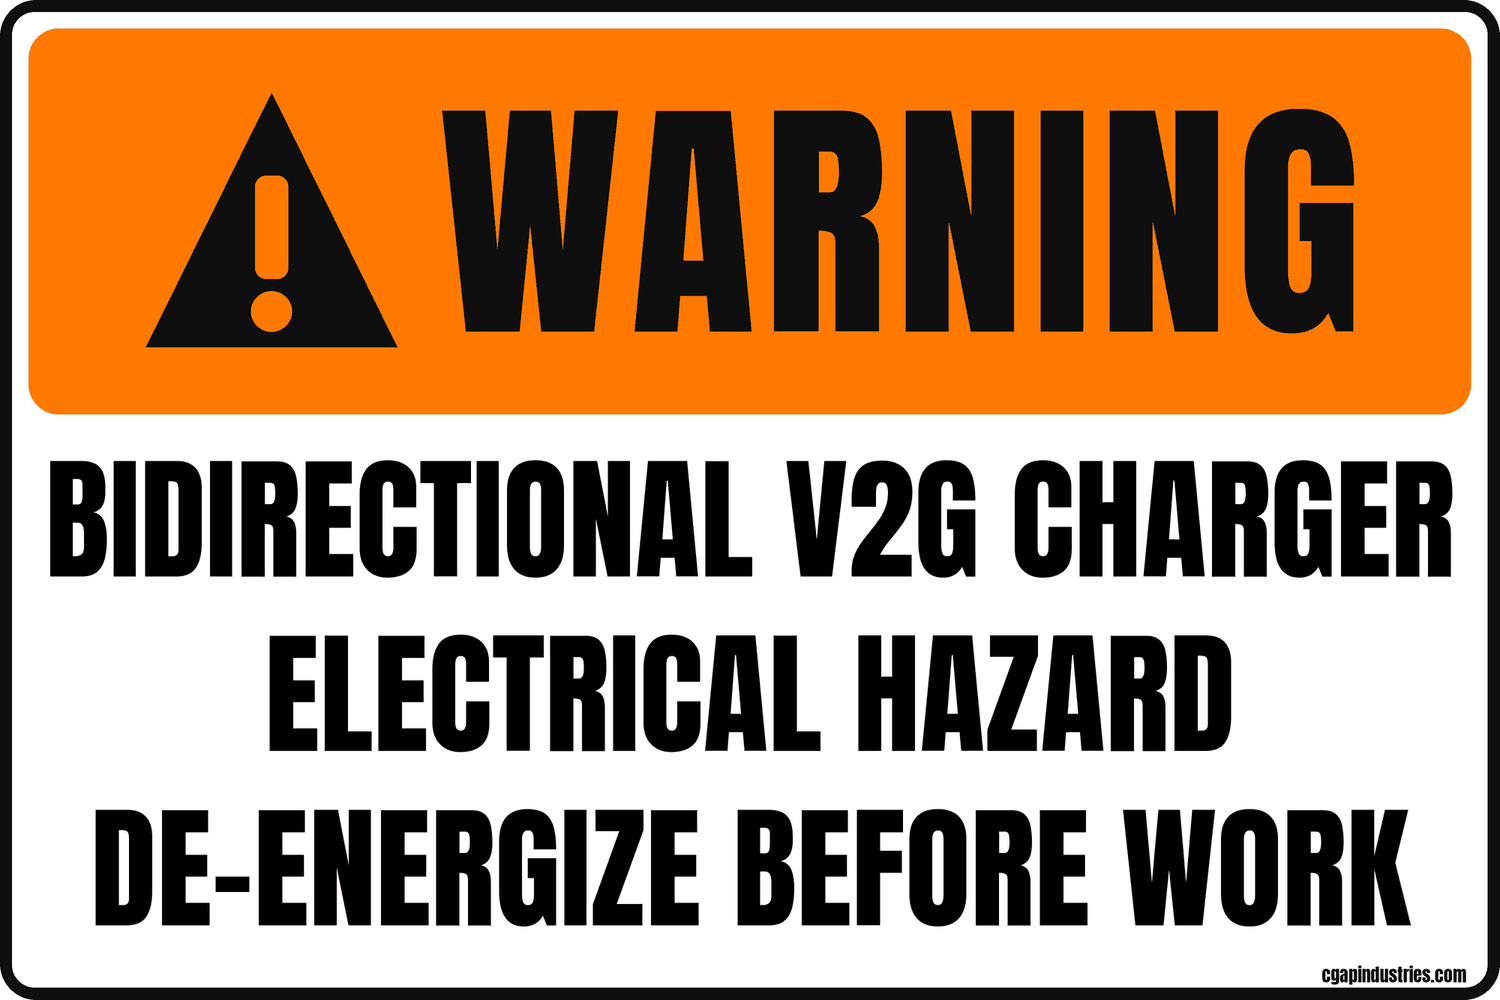 WARNING
BIDIRECTIONAL V2G CHARGER
ELECTRICAL HAZARD
DE-ENERGIZE BEFORE WORK
cgapindustries.com